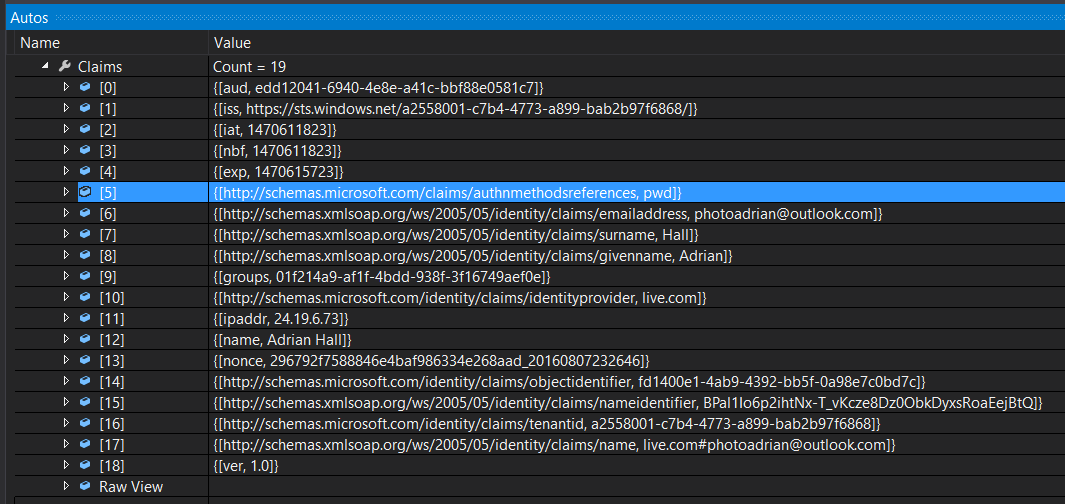 Autos
Name Value
Claims Count = 19
[0] {[aud, edd12041-6940-4e8e-a41c-bbf88e0581c7]}
[1] {[iss, https://sts.windows.net/a2558001-c7b4-4773-a899-bab2b97f6868/]}
[2] {[iat, 1470611823]}
[3] {[nbf, 1470611823]}
[4] {[exp, 1470615723]}
[5] {[http://schemas.microsoft.com/claims/authnmethodsreferences, pwd]}
[6] {[http://schemas.xmlsoap.org/ws/2005/05/identity/claims/emailaddress, photoadrian@outlook.com]}
[7] {[http://schemas.xmlsoap.org/ws/2005/05/identity/claims/surname, Hall]}
[8] {[http://schemas.xmlsoap.org/ws/2005/05/identity/claims/givenname, Adrian]}
[9] {[groups, 01f214a9-af1f-4bdd-938f-3f16749aef0e]}
[10] {[http://schemas.microsoft.com/identity/claims/identityprovider, live.com]}
[11] {[ipaddr, 24.19.6.73]}
[12] {[name, Adrian Hall]}
[13] {[nonce, 296792f7588846e4baf986334e268aad_20160807232646]}
[14] {[http://schemas.microsoft.com/identity/claims/objectidentifier, fd1400e1-4ab9-4392-bb5f-0a98e7c0bd7c]}
[15] {[http://schemas.xmlsoap.org/ws/2005/05/identity/claims/nameidentifier, BPaI1Io6p2ihtNx-T_vKcze8Dz0ObkDyxsRoaEejBtQ]}
[16] {[http://schemas.microsoft.com/identity/claims/tenantid, a2558001-c7b4-4773-a899-bab2b97f6868]}
[17] {[http://schemas.xmlsoap.org/ws/2005/05/identity/claims/name, live.com#photoadrian@outlook.com]}
[18] {[ver, 1.0]}
Raw View